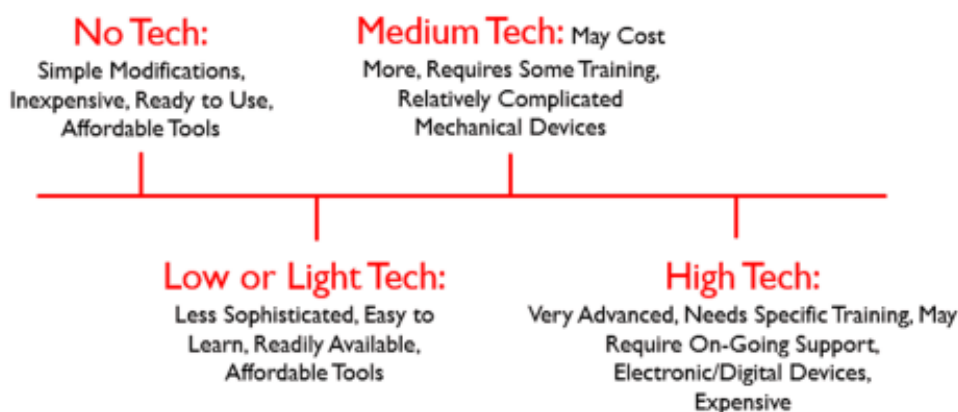 No Tech:
Simple Modifications,
Inexpensive, Ready to Use,
Affordable Tools
Medium Tech: May Cost
More, Requires Some Training,
Relatively Complicated
Mechanical Devices
Low or Light Tech:
Less Sophisticated, Easy to
Learn, Readily Available,
Affordable Tools
High Tech:
Very Advanced, Needs Specific Training, May
Require On-Going Support,
Electronic/Digital Devices,
Expensive